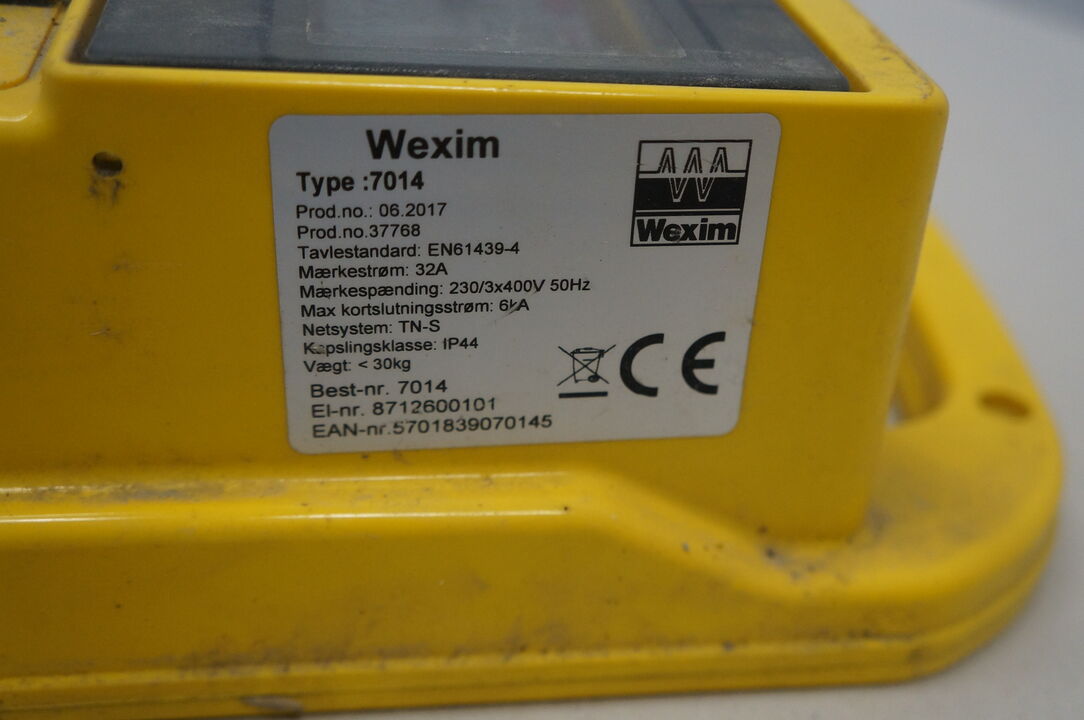 Wexim
Type :7014
Prod.no.: 06.2017
Prod.no.37768
Tavlestandard: EN61439-4
Mærkestrøm: 32A
Mærkespænding: 230/3x400V 50Hz
Max kortslutningsstrøm: 6kA
Netsystem: TN-S
Kapslingsklasse: IP44
Vægt: < 30kg
Best-nr. 7014
El-nr. 8712600101
EAN-nr.5701839070145
Wexim
CE